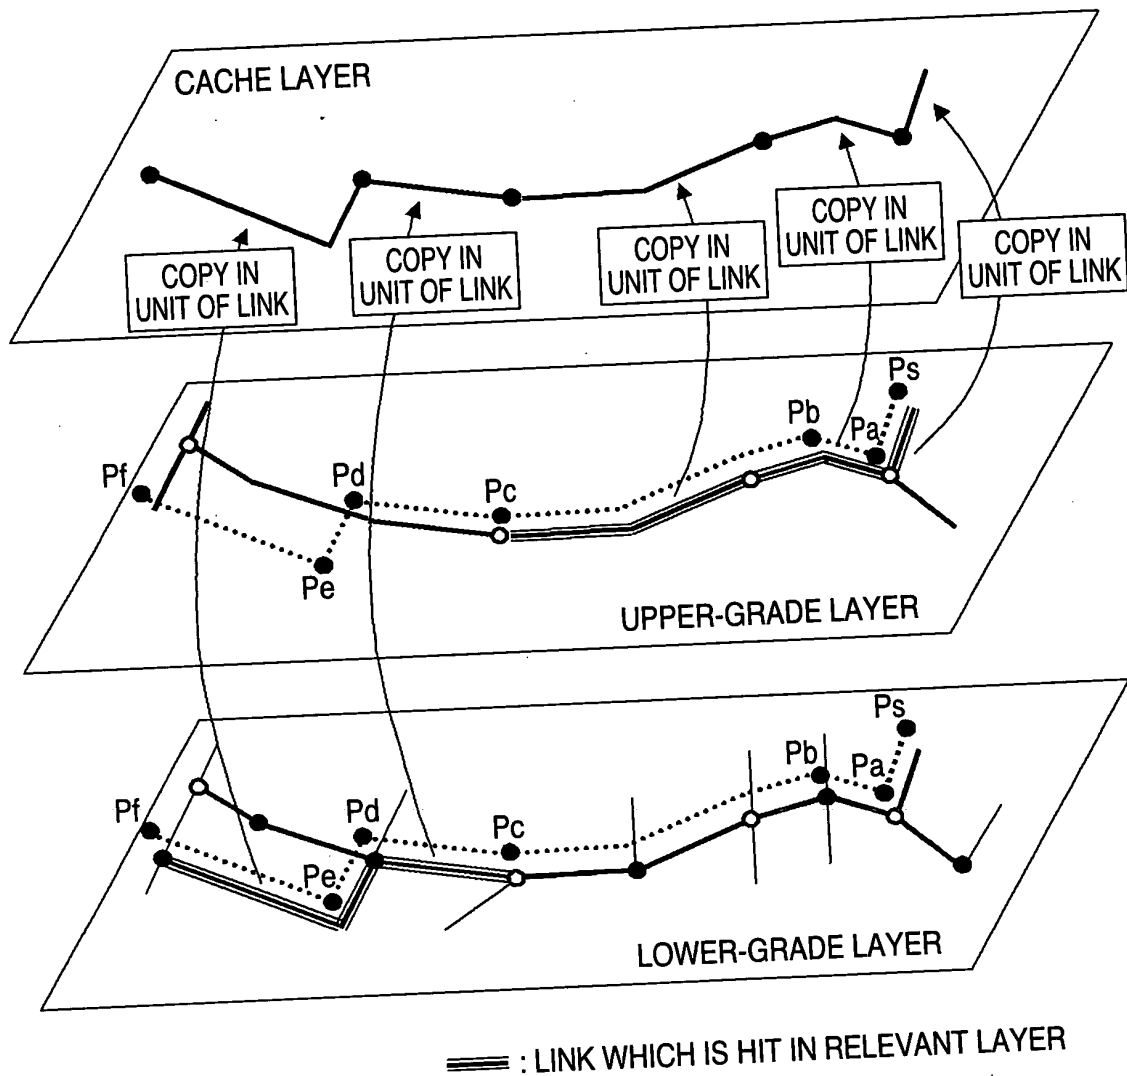 CACHE LAYER
COPY IN
UNIT OF LINK
COPY IN
UNIT OF LINK
COPY IN
UNIT OF LINK
COPY IN
UNIT OF LINK
COPY IN
UNIT OF LINK
Ps
Pb
Pa
Pf
Pd
Pc
Pe
UPPER-GRADE LAYER
Ps
Pb
Pa
Pf
Pd
Pc
Pe
LOWER-GRADE LAYER
: LINK WHICH IS HIT IN RELEVANT LAYER